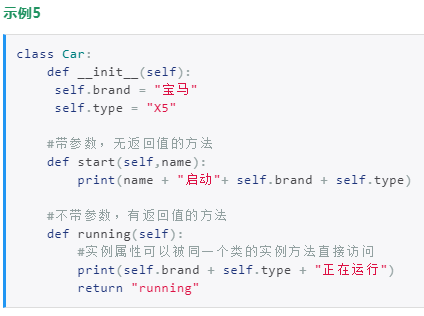 示例5
class Car:
    def __init__(self):
     self.brand = "宝马"
     self.type = "X5"
    #带参数，无返回值的方法
    def start(self,name):
        print(name + "启动"+ self.brand + self.type)
    #不带参数，有返回值的方法
    def running(self):
        #实例属性可以被同一个类的实例方法直接访问
        print(self.brand + self.type + "正在运行")
        return "running"